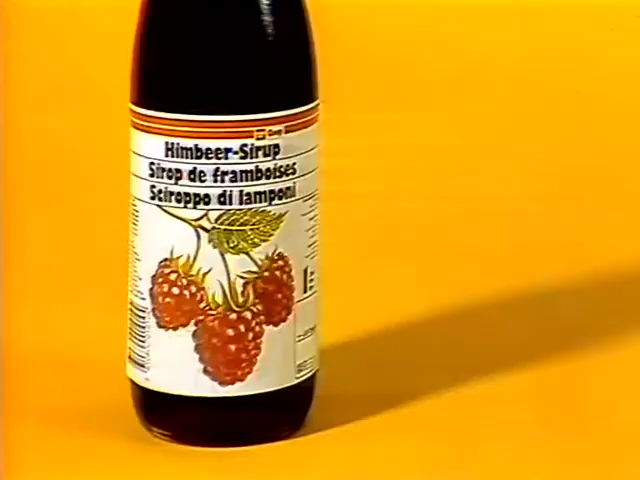 Himbeer-Sirup
Sirop de framboises
Sciroppo di lamponi